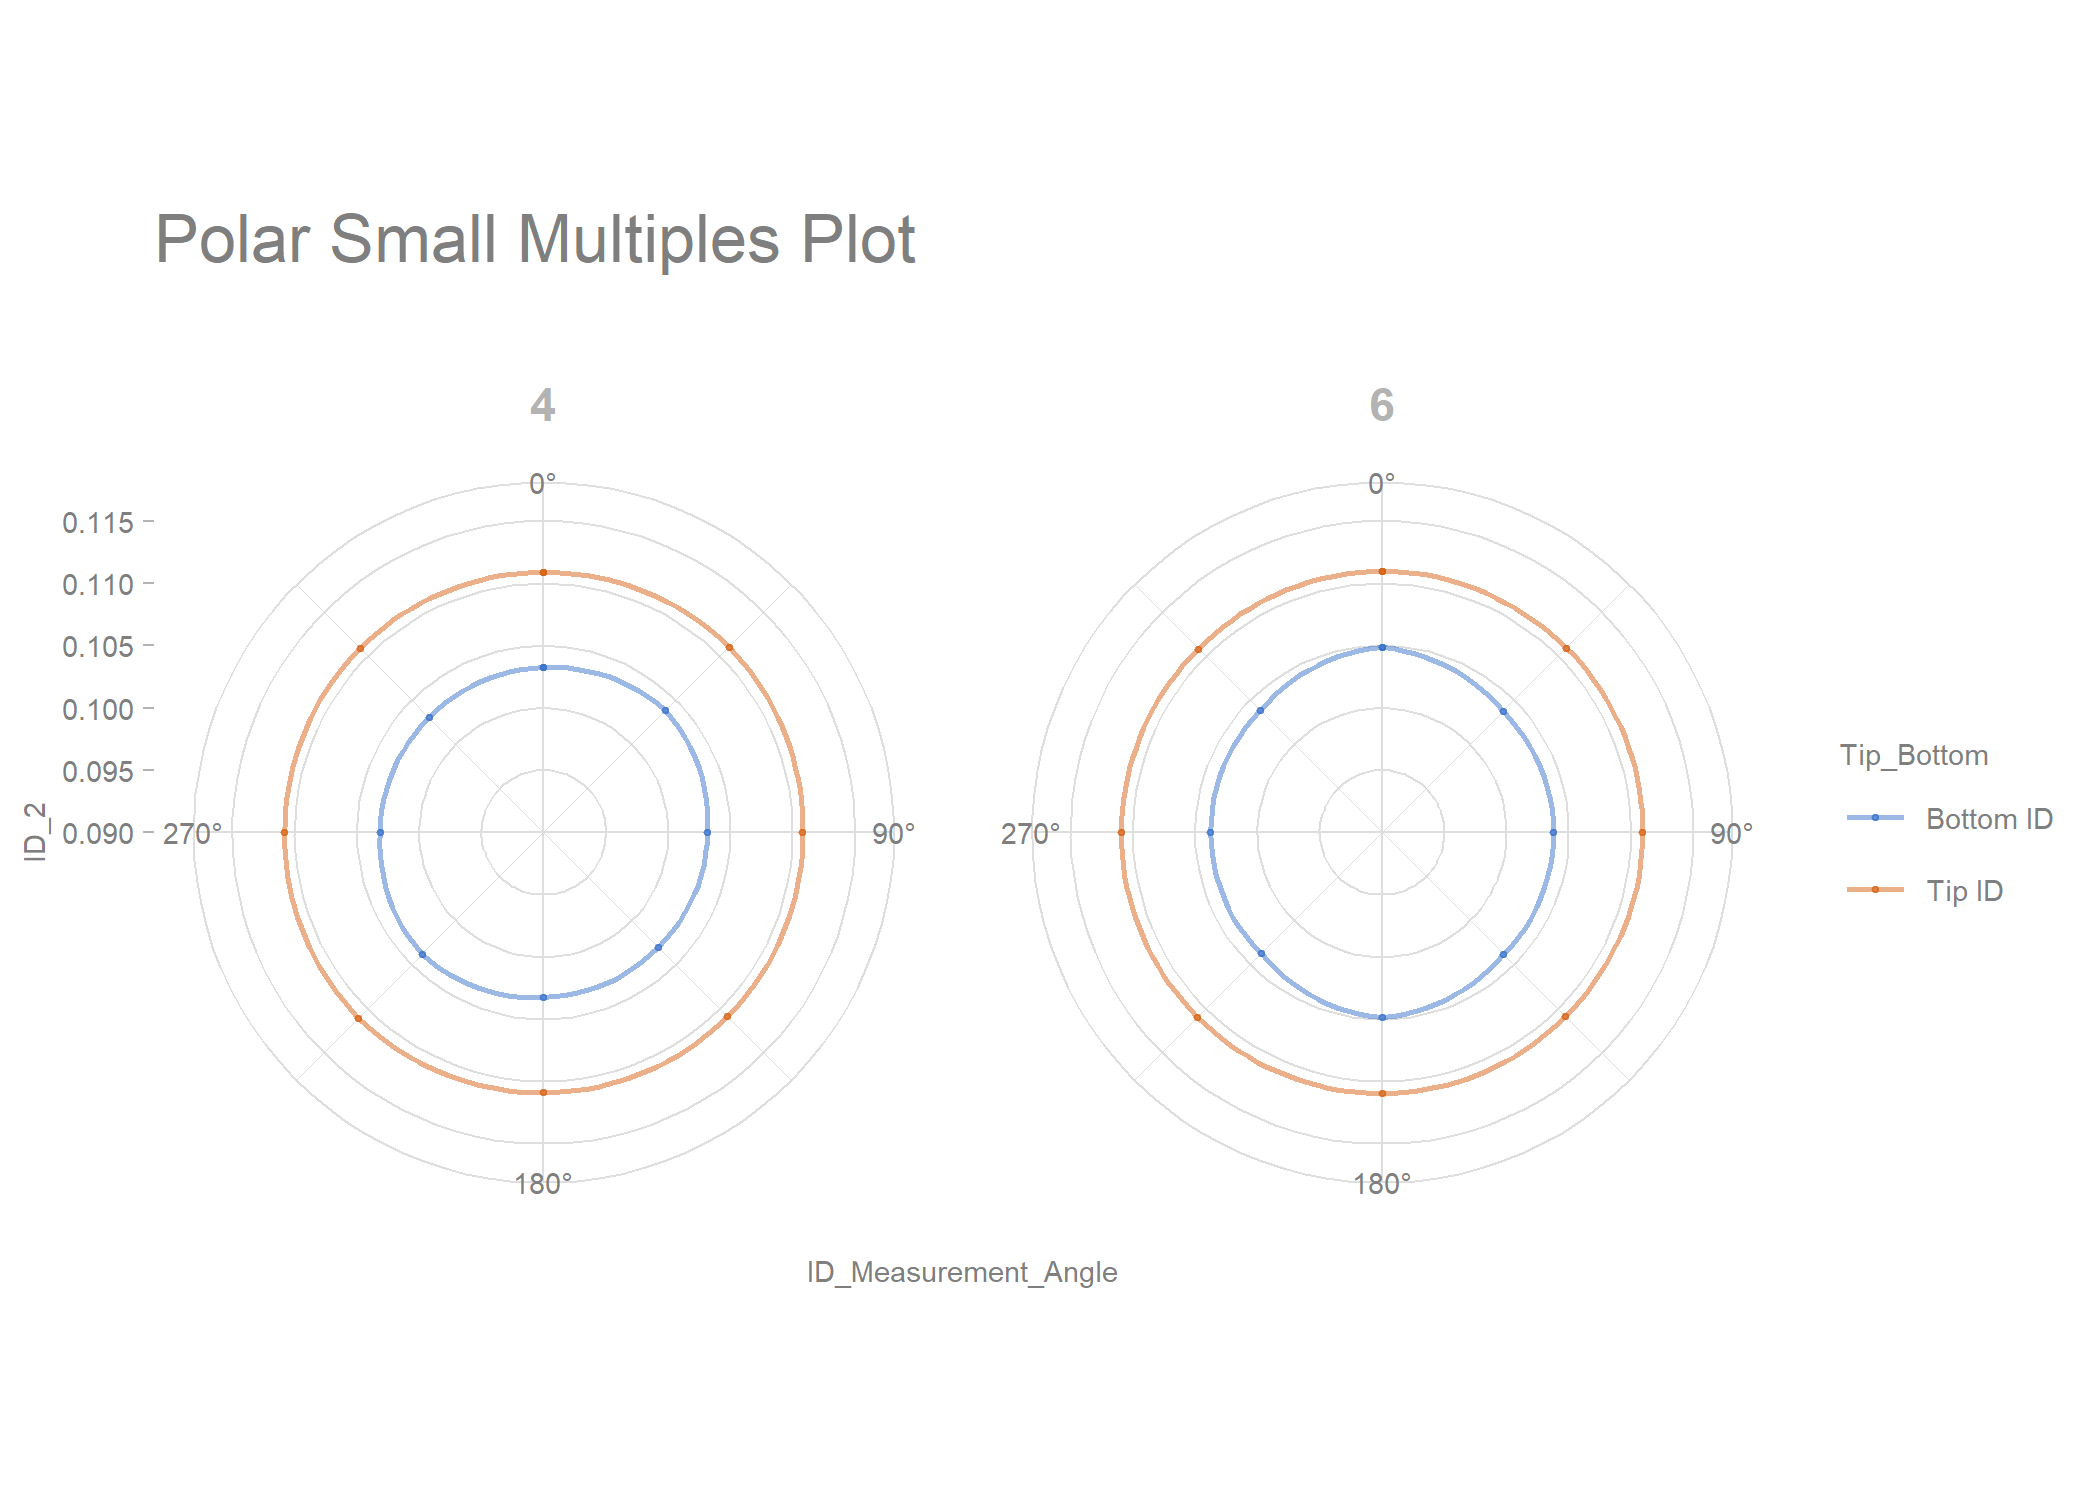 Polar Small Multiples Plot
4
6
0°
0°
0.115
0.110
0.105
0.100
0.095
0.090
ID_2
270°
90°
270°
90°
180°
180°
Tip_Bottom
Bottom ID
Tip ID
ID_Measurement_Angle